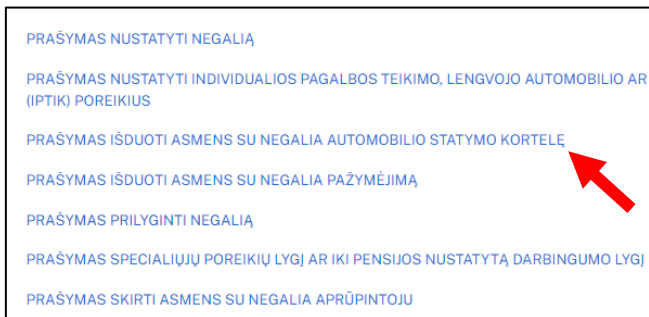 PRAŠYMAS NUSTATYTI NEGALIĄ
PRAŠYMAS NUSTATYTI INDIVIDUALIOS PAGALBOS TEIKIMO, LENGVOJO AUTOMOBILIO AR
(IPTIK) POREIKIUS
PRAŠYMAS IŠDUOTI ASMENS SU NEGALIA AUTOMOBILIO STATYMO KORTELĘ
PRAŠYMAS IŠDUOTI ASMENS SU NEGALIA PAŽYMĖJIMĄ
PRAŠYMAS PRILYGINTI NEGALIĄ
PRAŠYMAS SPECIALIŲJŲ POREIKIŲ LYGĮ AR IKI PENSIJOS NUSTATYTĄ DARBINGUMO LYGĮ
PRAŠYMAS SKIRTI ASMENS SU NEGALIA APRŪPINTOJU